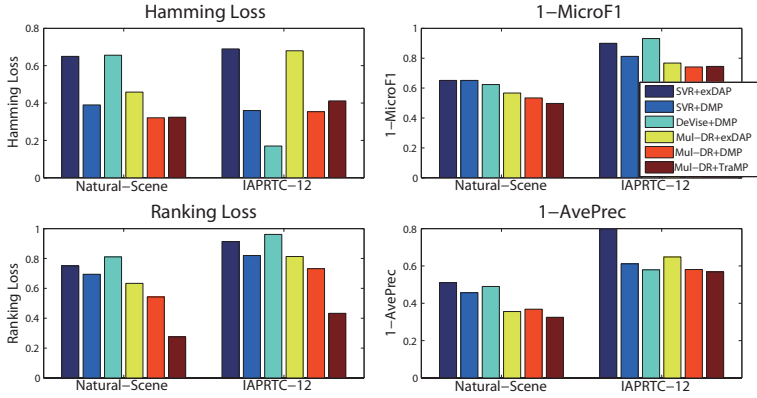 Hamming Loss
Hamming Loss
0.8
0.6
0.4
0.2
0
Natural−Scene
IAPRTC−12
1−MicroF1
1−MicroF1
1
0.8
0.6
0.4
0.2
0
Natural−Scene
IAPRTC−12
SVR+exDAP
SVR+DMP
DeVise+DMP
Mul−DR+exDAP
Mul−DR+DMP
Mul−DR+TraMP
Ranking Loss
Ranking Loss
1
0.8
0.6
0.4
0.2
0
Natural−Scene
IAPRTC−12
1−AvePrec
1−AvePrec
0.8
0.6
0.4
0.2
0
Natural−Scene
IAPRTC−12